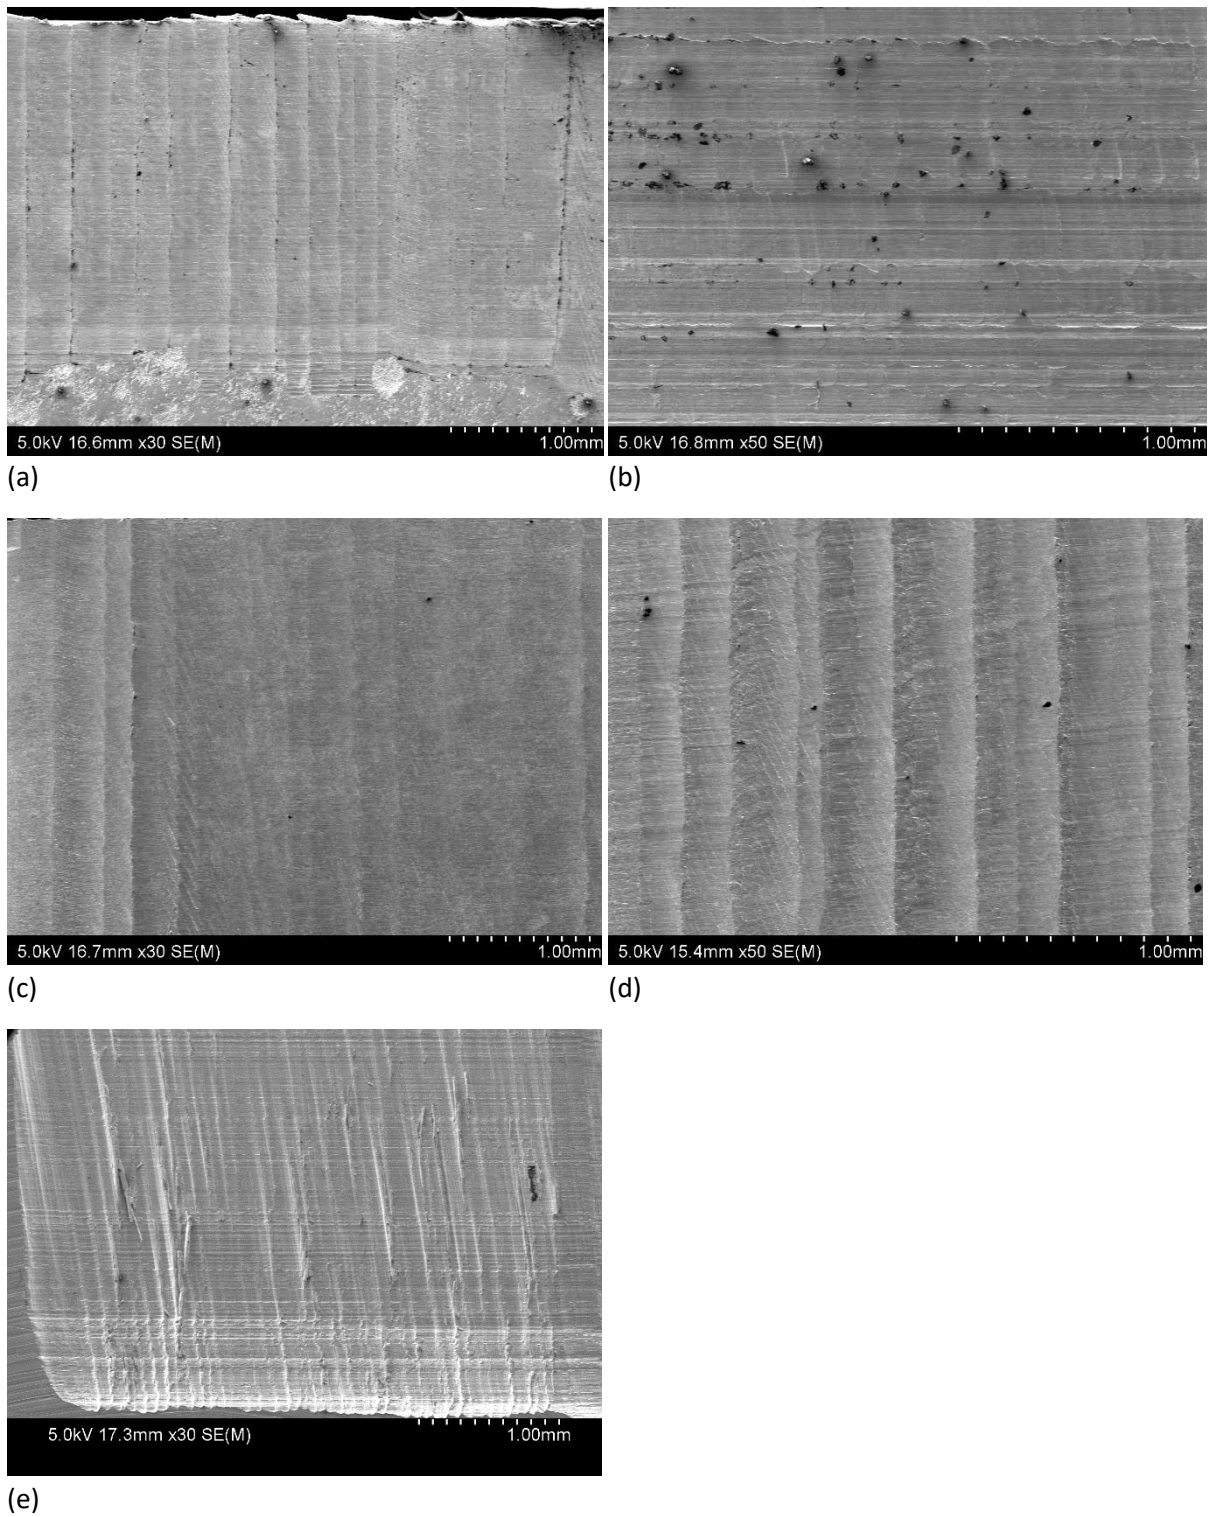 5.0kV 16.6mm x30 SE(M) 1.00mm
5.0kV 16.8mm x50 SE(M) 1.00mm
(a) (b)
5.0kV 16.7mm x30 SE(M) 1.00mm
5.0kV 15.4mm x50 SE(M) 1.00mm
(c) (d)
5.0kV 17.3mm x30 SE(M) 1.00mm
(e)